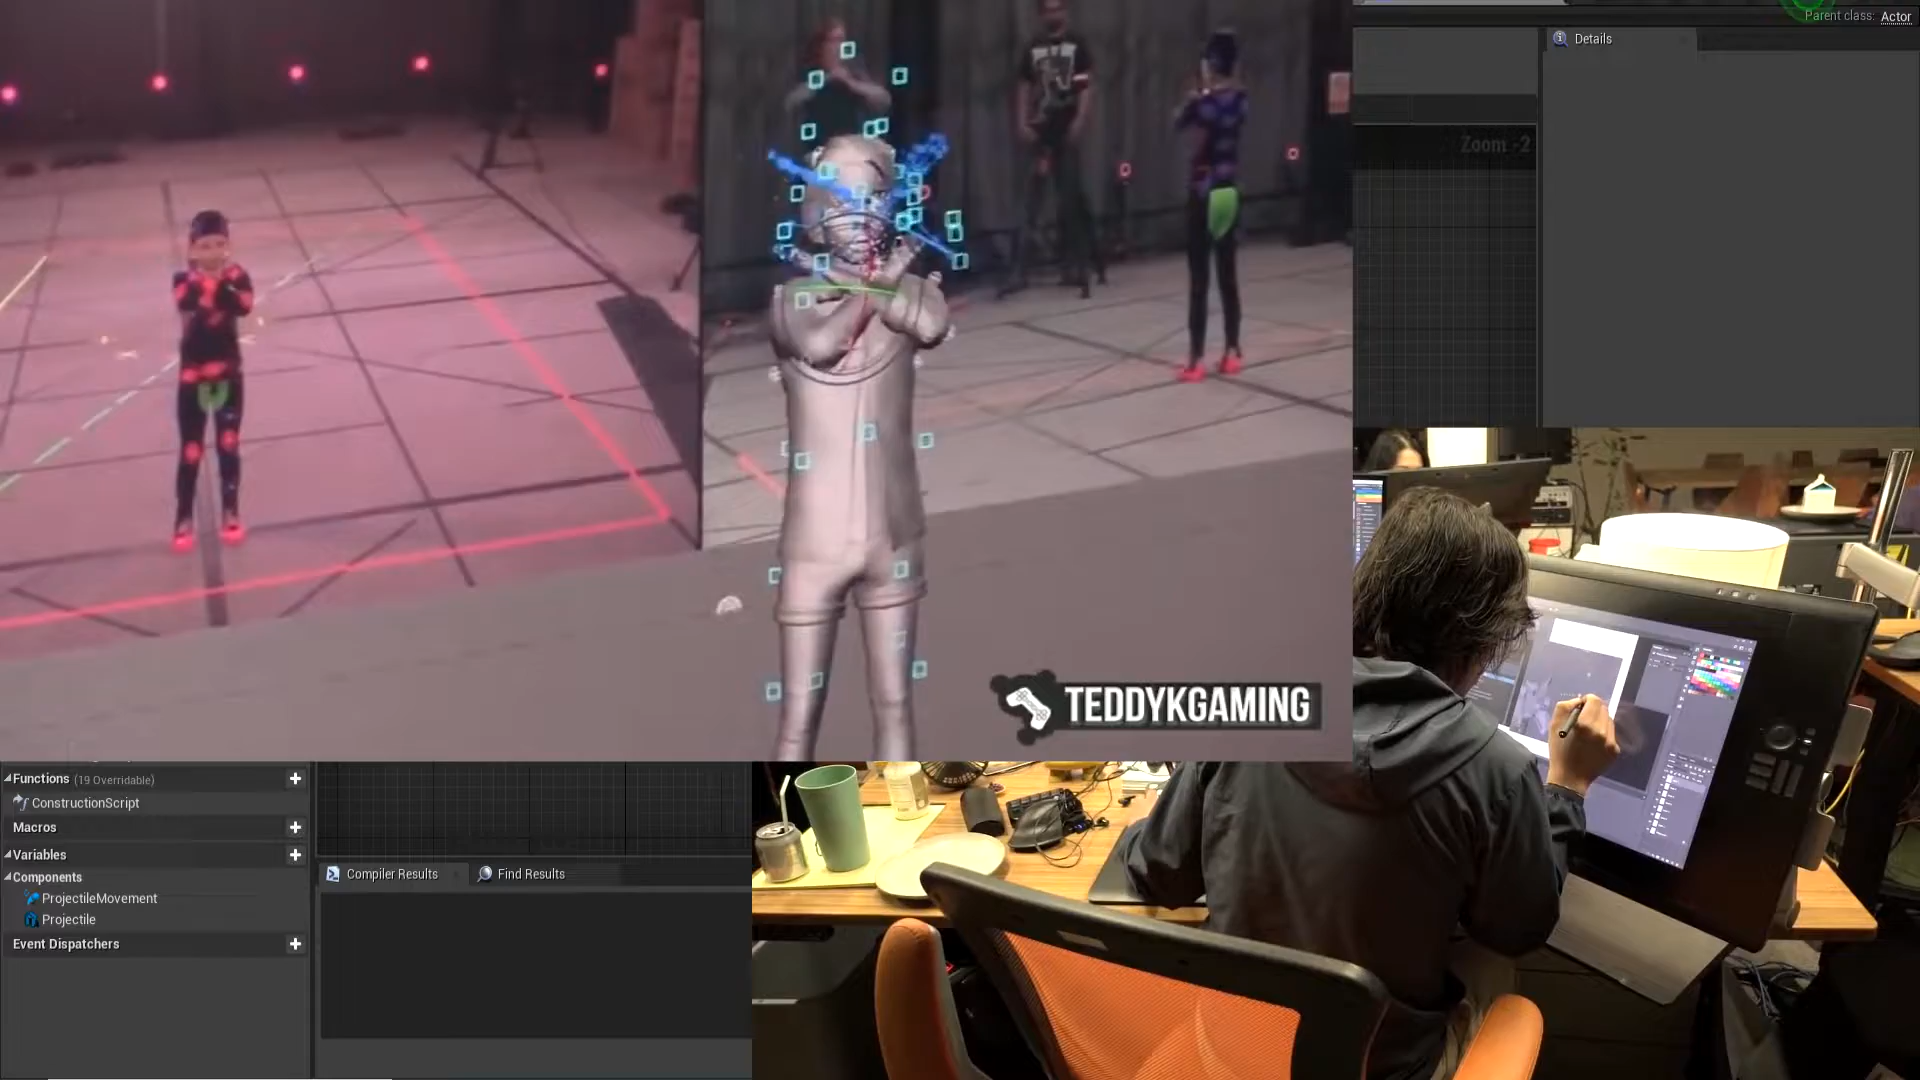 Parent class: Actor
Details
Zoom -2
TEDDYKGAMING
Functions (19 Overridable)
ConstructionScript
Macros
Variables
Components
ProjectileMovement
Projectile
Event Dispatchers
Compiler Results
Find Results